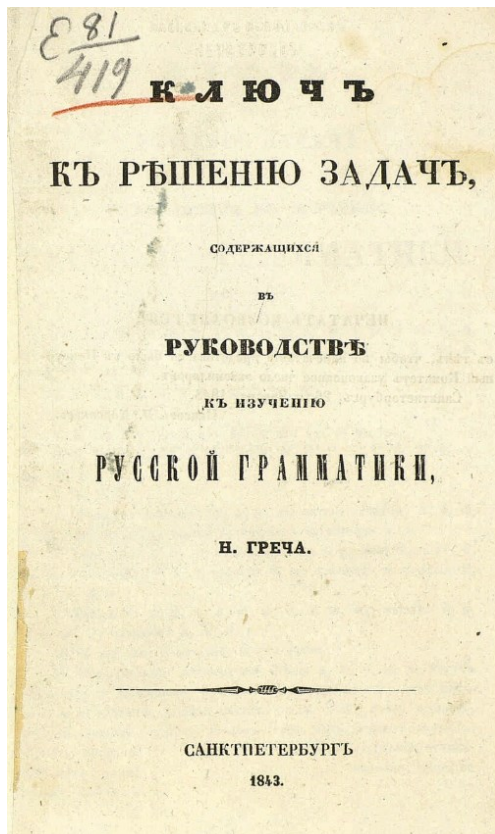 Є 81
419
КЛЮЧЪ
КЪ РѢШЕНІЮ ЗАДАЧЪ,
СОДЕРЖАЩИХСЯ
ВЪ
РУКОВОДСТВѢ
КЪ ИЗУЧЕНІЮ
РУССКОЙ ГРАММАТИКИ,
Н. ГРЕЧА.
САНКТПЕТЕРБУРГЪ
1843.